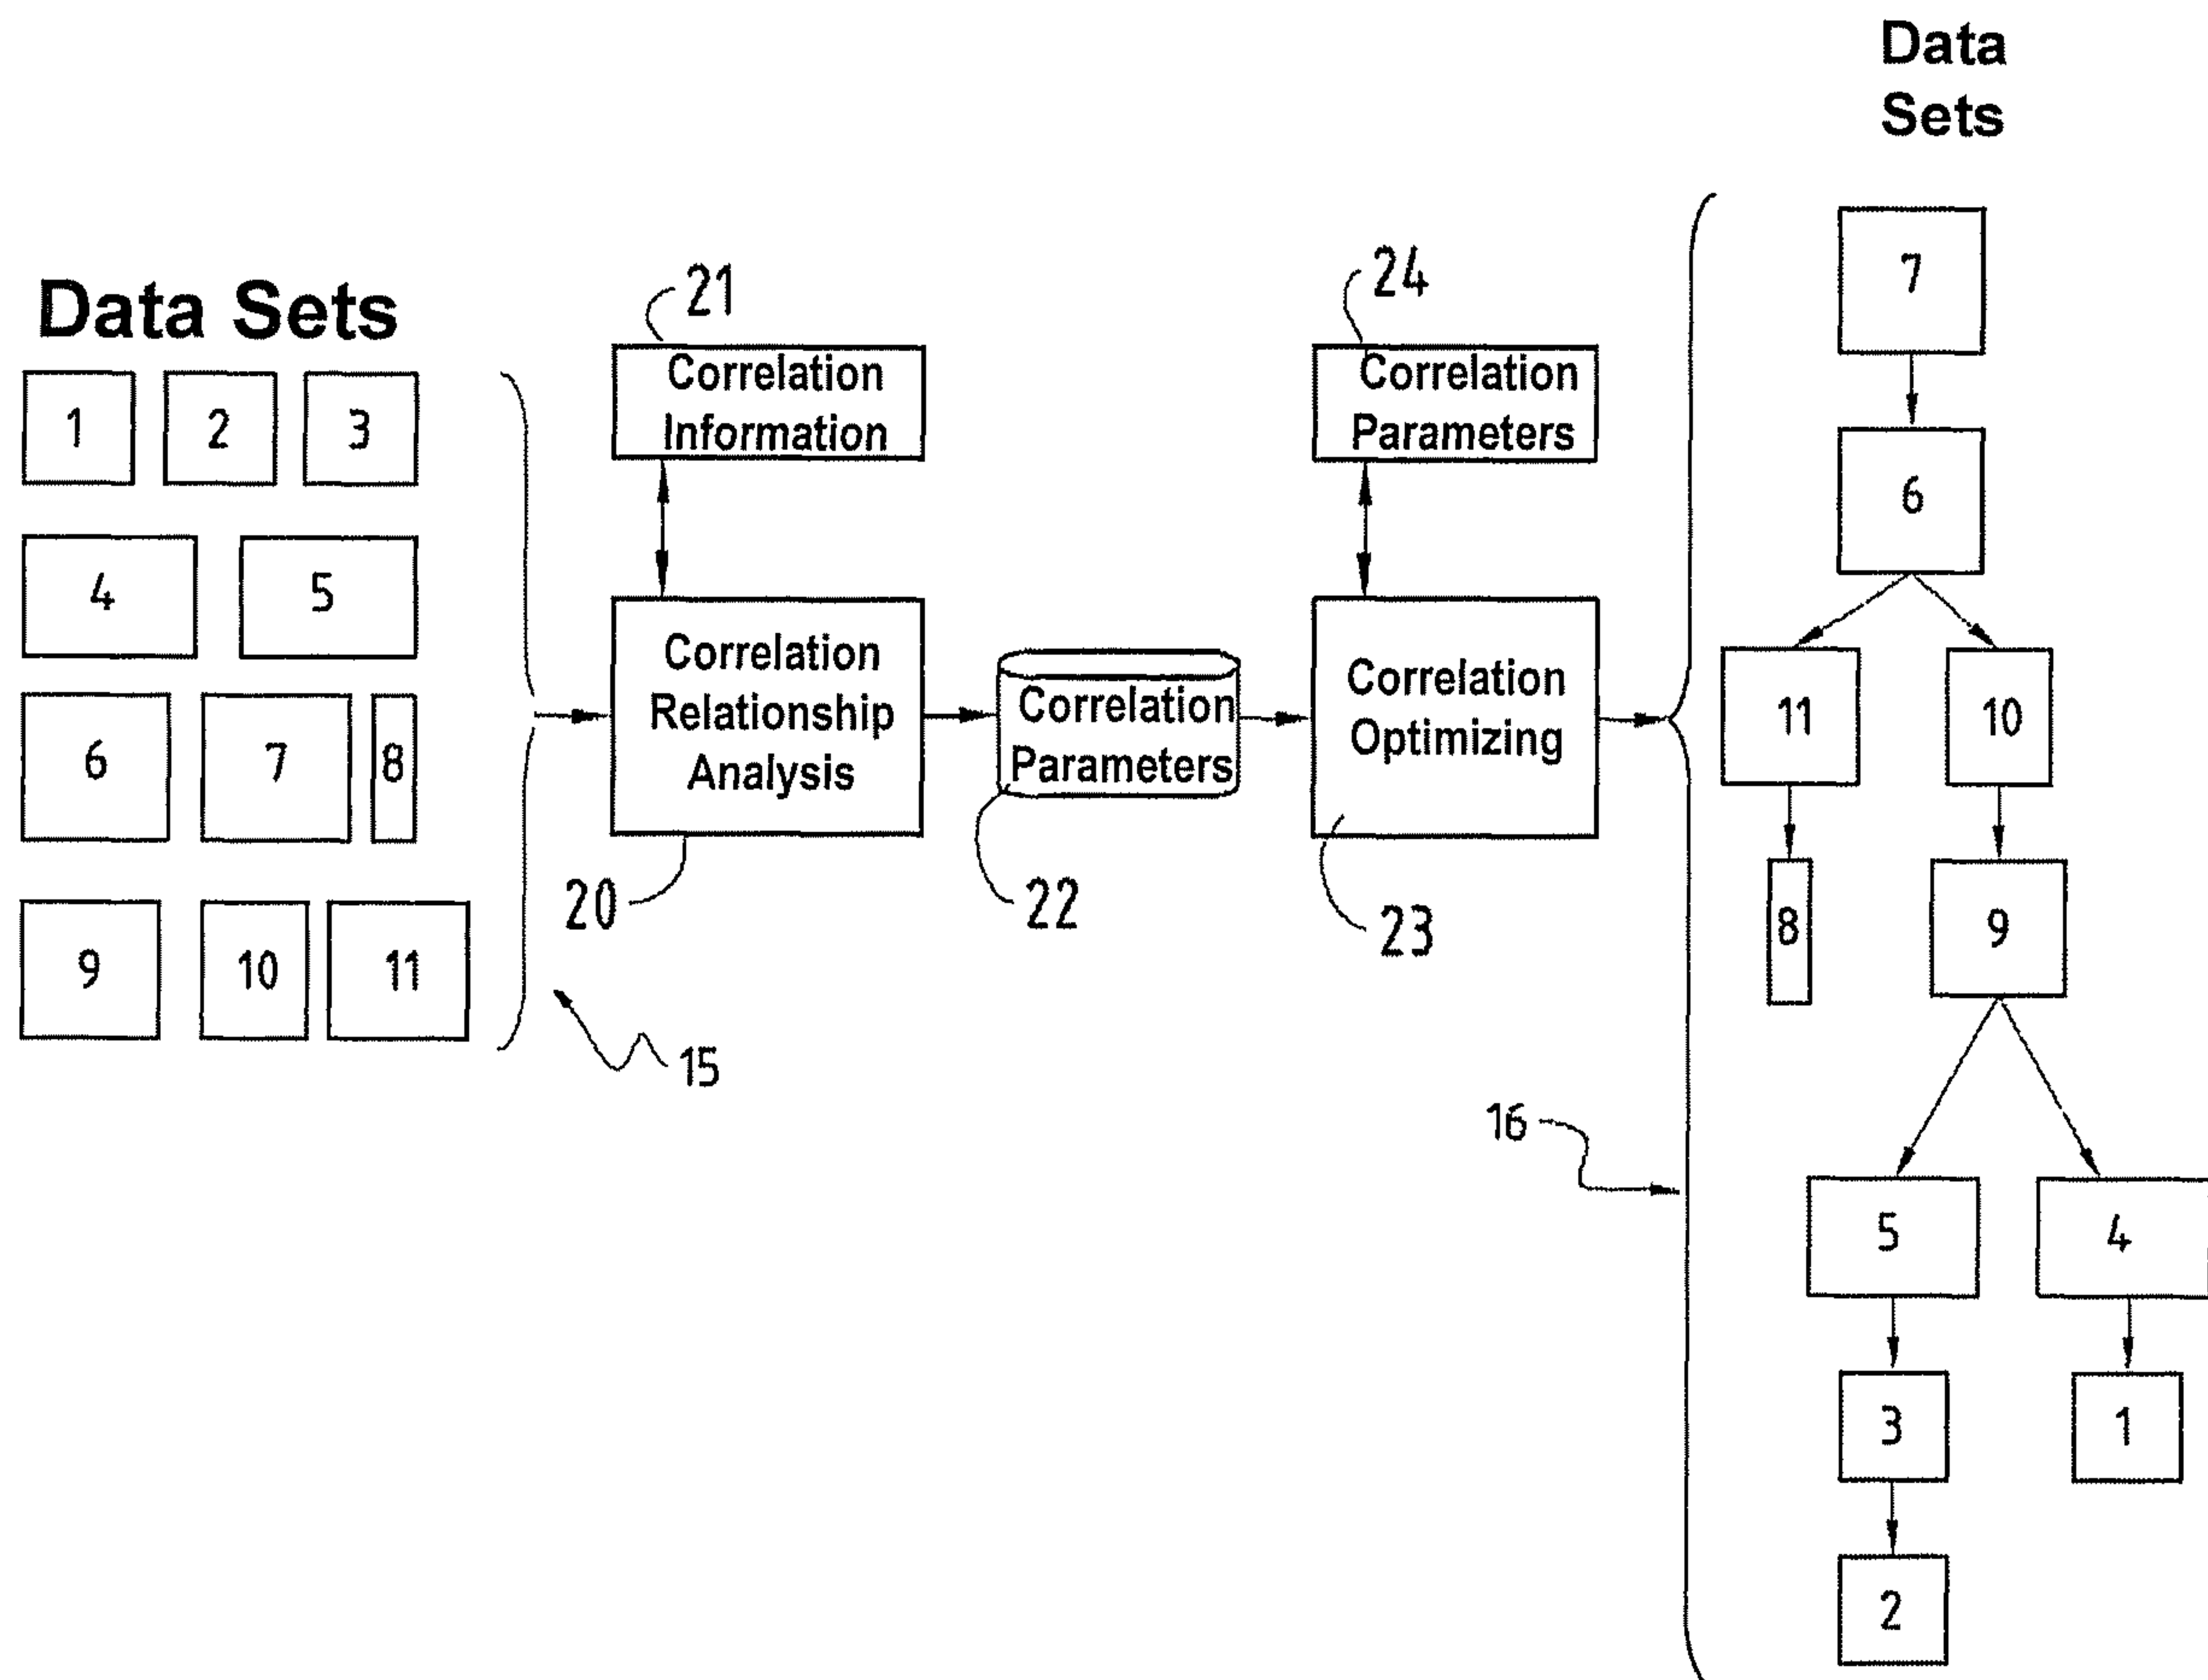 Data Sets
1 2 3
4 5
6 7 8
9 10 11
15
21
Correlation
Information
Correlation
Relationship
Analysis
20
Correlation
Parameters
22
24
Correlation
Parameters
Correlation
Optimizing
23
16
Data
Sets
7
6
11 10
8 9
5 4
3 1
2